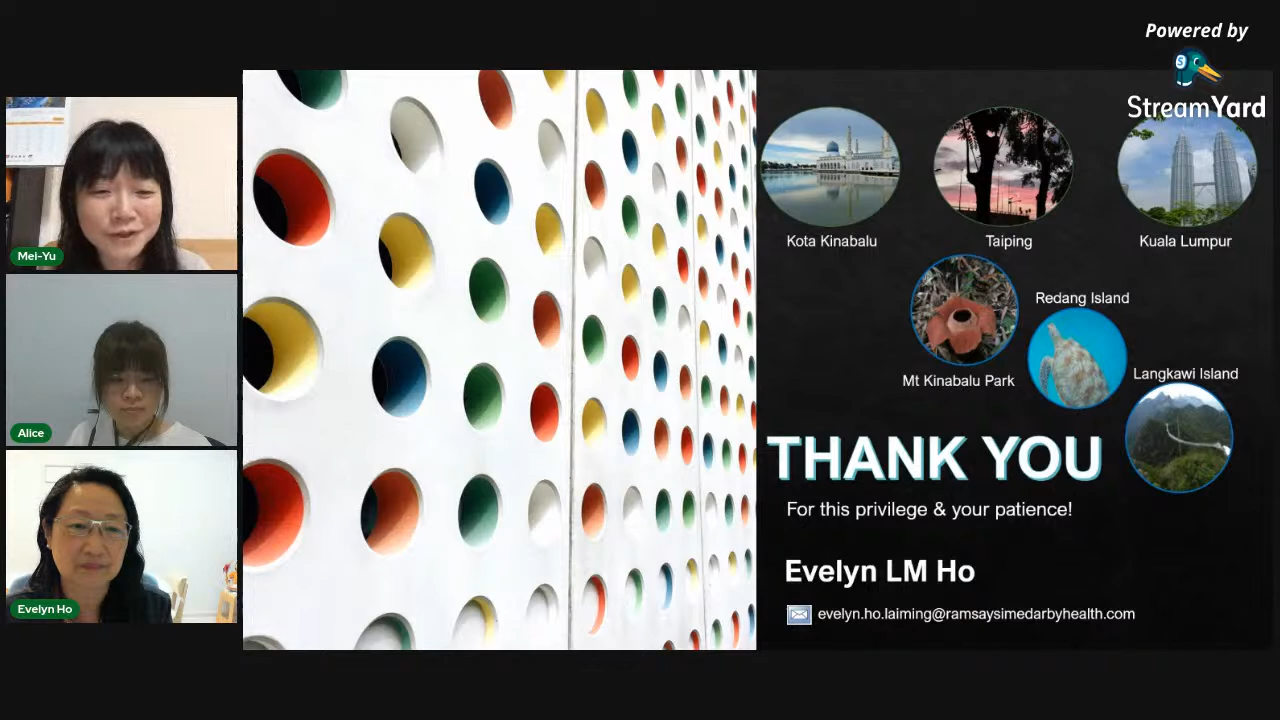 Powered by
StreamYard
Mei-Yu
Alice
Evelyn Ho
Kota Kinabalu
Taiping
Kuala Lumpur
Redang Island
Mt Kinabalu Park
Langkawi Island
THANK YOU
For this privilege & your patience!
Evelyn LM Ho
evelyn.ho.laiming@ramsaysimedarbyhealth.com